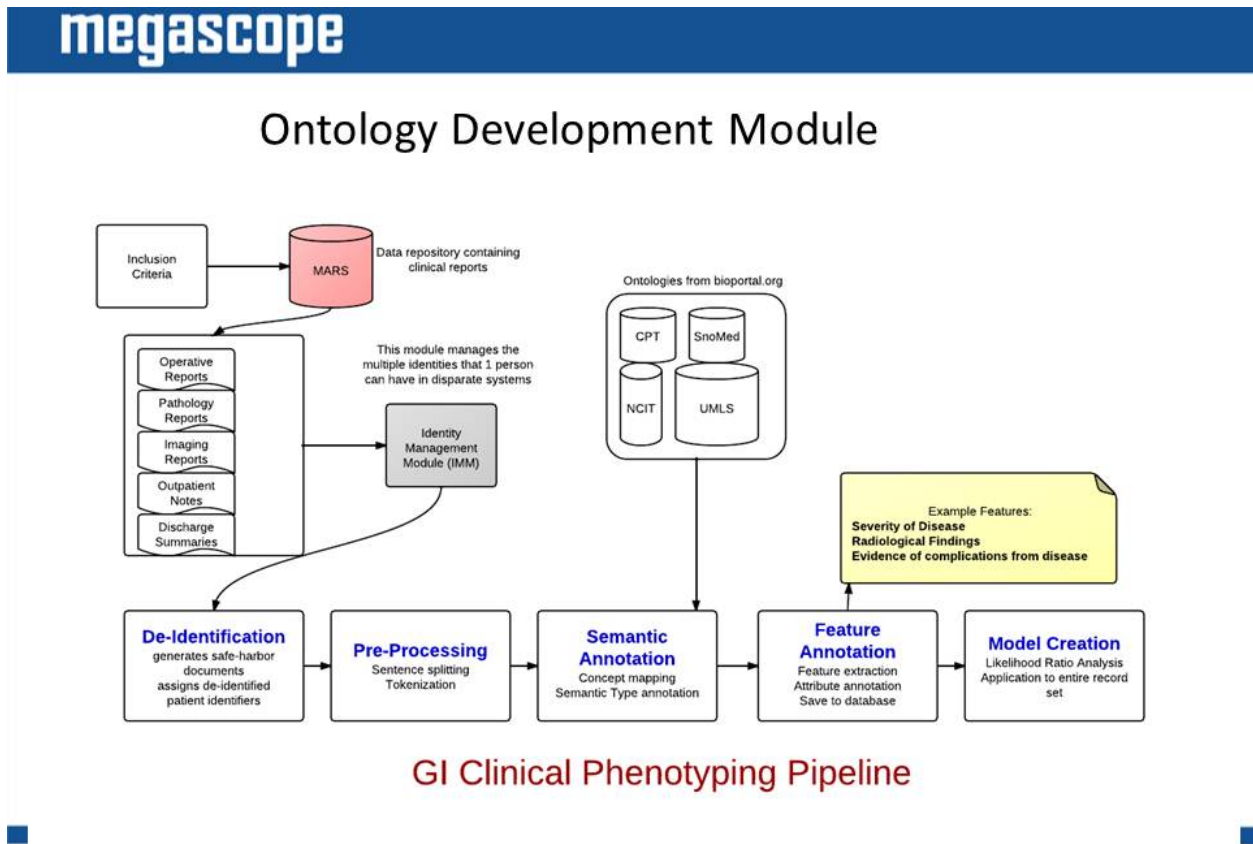 megascope
Ontology Development Module
Inclusion
Criteria
MARS
Data repository containing
clinical reports
Operative
Reports
Pathology
Reports
Imaging
Reports
Outpatient
Notes
Discharge
Summaries
This module manages the
multiple identities that 1 person
can have in disparate systems
Identity
Management
Module (IMM)
Ontologies from bioportal.org
CPT
SnoMed
NCIT
UMLS
Example Features:
Severity of Disease
Radiological Findings
Evidence of complications from disease
De-Identification
generates safe-harbor
documents
assigns de-identified
patient identifiers
Pre-Processing
Sentence splitting
Tokenization
Semantic
Annotation
Concept mapping
Semantic Type annotation
Feature
Annotation
Feature extraction
Attribute annotation
Save to database
Model Creation
Likelihood Ratio Analysis
Application to entire record
set
GI Clinical Phenotyping Pipeline